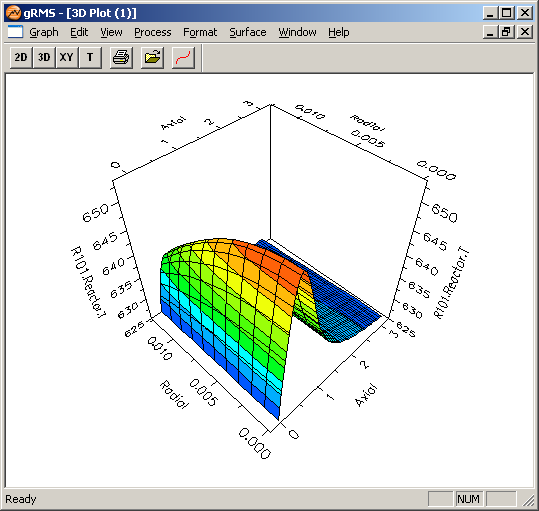 gRMS - [3D Plot (1)]
Graph Edit View Process Format Surface Window Help
2D 3D XY T
3 0.010 Radial
Axial 2 0.005
1 0.000
0
650 650
645 645
R101.Reactor.T 640 640 R101.Reactor.T
635 635
630 630
625 625
0.010 3
Radial 0.005 2 Axial
1
0.000 0
Ready NUM